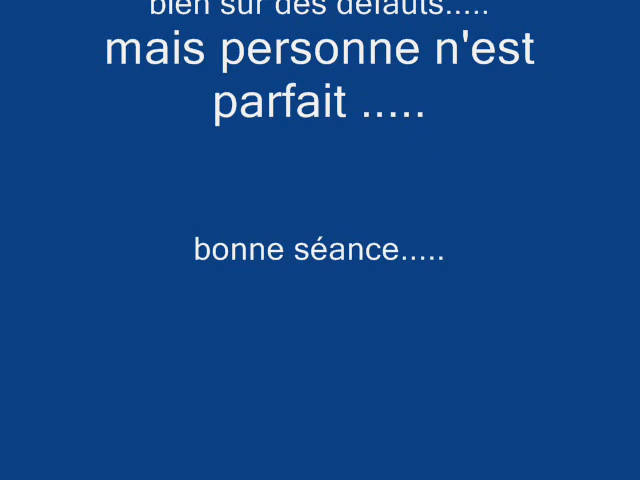 bien sur des défauts.....
mais personne n'est
parfait .....
bonne séance.....